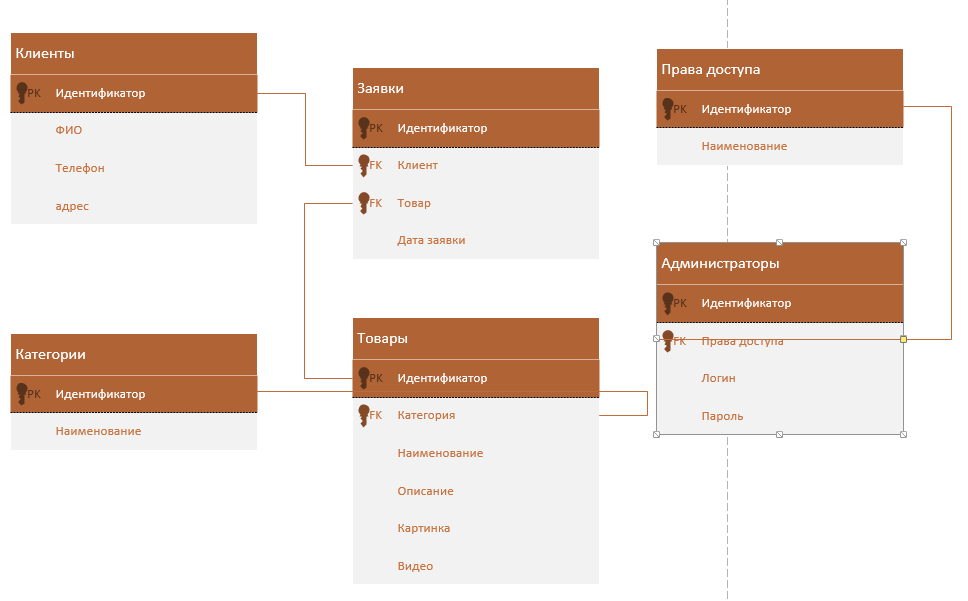 Клиенты
PK Идентификатор
ФИО
Телефон
адрес
Заявки
PK Идентификатор
FK Клиент
FK Товар
Дата заявки
Права доступа
PK Идентификатор
Наименование
Администраторы
PK Идентификатор
FK Права доступа
Логин
Пароль
Категории
PK Идентификатор
Наименование
Товары
PK Идентификатор
FK Категория
Наименование
Описание
Картинка
Видео